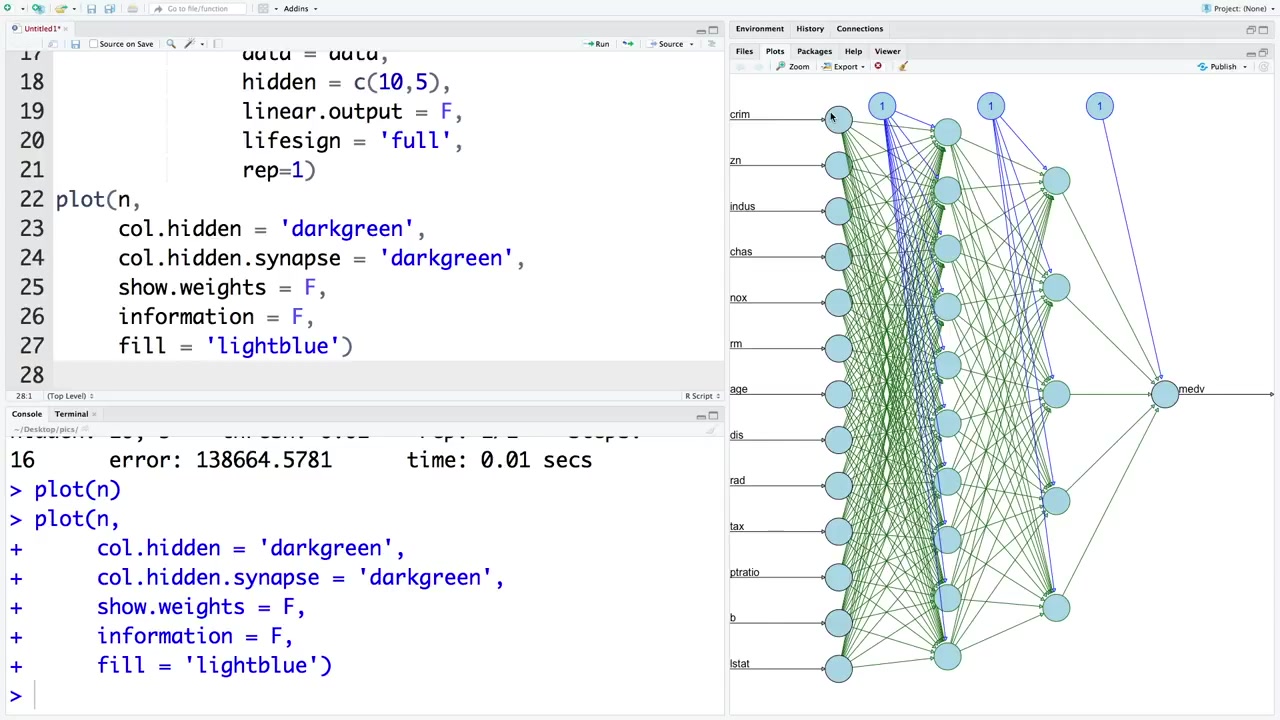 Go to file/function
Addins
Project: (None)
Untitled1*
Source on Save
Run
Source
17 data = data,
18 hidden = c(10,5),
19 linear.output = F,
20 lifesign = 'full',
21 rep=1)
22 plot(n,
23 col.hidden = 'darkgreen',
24 col.hidden.synapse = 'darkgreen',
25 show.weights = F,
26 information = F,
27 fill = 'lightblue')
28
28:1 (Top Level) R Script
Console Terminal
~/Desktop/pics/
16 error: 138664.5781 time: 0.01 secs
> plot(n)
> plot(n,
+ col.hidden = 'darkgreen',
+ col.hidden.synapse = 'darkgreen',
+ show.weights = F,
+ information = F,
+ fill = 'lightblue')
>
Environment History Connections
Files Plots Packages Help Viewer
Zoom Export Publish
1 1 1
crim
zn
indus
chas
nox
rm
age
medv
dis
rad
tax
ptratio
b
lstat